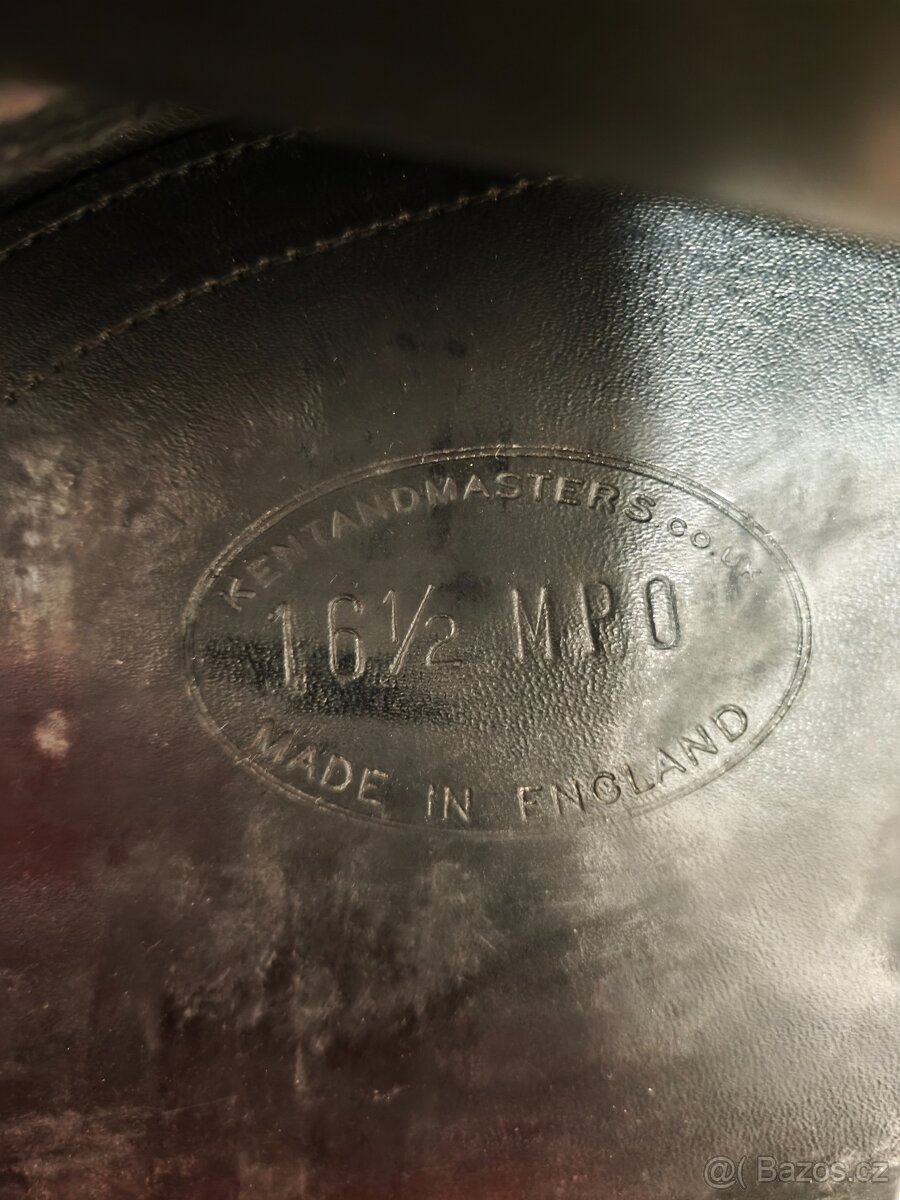 KENTANDMASTERS.CO.UK
16½ MPO
MADE IN ENGLAND
@( Bazos.cz